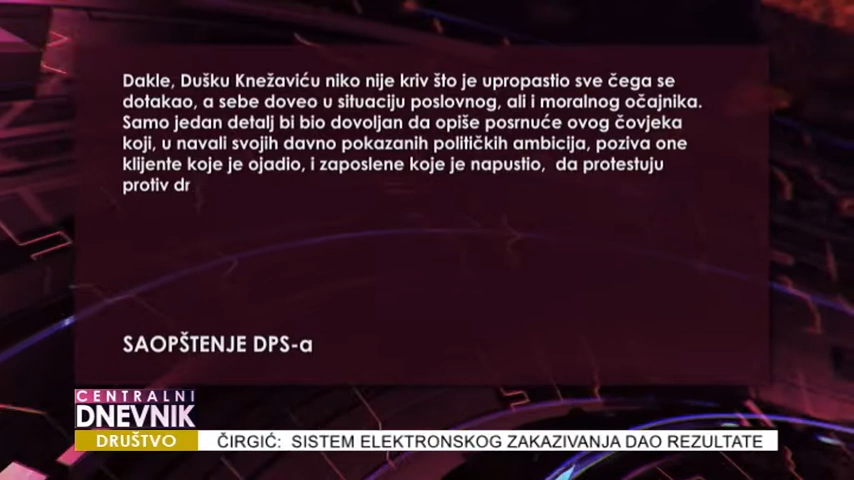 Dakle, Dušku Knežaviću niko nije kriv što je upropastio sve čega se
dotakao, a sebe doveo u situaciju poslovnog, ali i moralnog očajnika.
Samo jedan detalj bi bio dovoljan da opiše posrnuće ovog čovjeka
koji, u navali svojih davno pokazanih političkih ambicija, poziva one
klijente koje je ojadio, i zaposlene koje je napustio, da protestuju
protiv dr
SAOPŠTENJE DPS-a
CENTRALNI
DNEVNIK
DRUŠTVO
ČIRGIĆ: SISTEM ELEKTRONSKOG ZAKAZIVANJA DAO REZULTATE